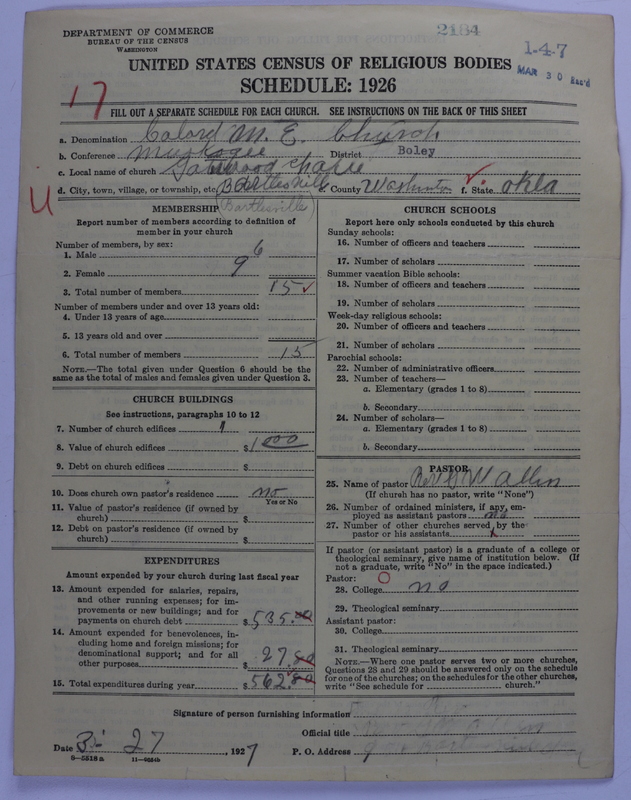 DEPARTMENT OF COMMERCE
BUREAU OF THE CENSUS
WASHINGTON
2184
1-4-7
MAR 30 Rec'd
UNITED STATES CENSUS OF RELIGIOUS BODIES
SCHEDULE: 1926
17
FILL OUT A SEPARATE SCHEDULE FOR EACH CHURCH. SEE INSTRUCTIONS ON THE BACK OF THIS SHEET
a. Denomination Colard M. E. Church
b. Conference Muskogee District Boley
c. Local name of church chaple
d. City, town, village, or township, etc. Bartlesville e. County f. State Okla
(Bartlesville)
U
MEMBERSHIP
Report number of members according to definition of member in your church
Number of members, by sex:
1. Male 6
2. Female 9
3. Total number of members 15
Number of members under and over 13 years old:
4. Under 13 years of age
5. 13 years old and over
6. Total number of members 15
NOTE.—The total given under Question 6 should be the same as the total of males and females given under Question 3.
CHURCH BUILDINGS
See instructions, paragraphs 10 to 12
7. Number of church edifices 1
8. Value of church edifices $1000
9. Debt on church edifices $
10. Does church own pastor's residence no
Yes or No
11. Value of pastor's residence (if owned by church) $
12. Debt on pastor's residence (if owned by church) $
EXPENDITURES
Amount expended by your church during last fiscal year
13. Amount expended for salaries, repairs, and other running expenses; for improvements or new buildings; and for payments on church debt $535.00
14. Amount expended for benevolences, including home and foreign missions; for denominational support; and for all other purposes 27.80
15. Total expenditures during year $562.80
CHURCH SCHOOLS
Report here only schools conducted by this church
Sunday schools:
16. Number of officers and teachers
17. Number of scholars
Summer vacation Bible schools:
18. Number of officers and teachers
19. Number of scholars
Week-day religious schools:
20. Number of officers and teachers
21. Number of scholars
Parochial schools:
22. Number of administrative officers
23. Number of teachers—
a. Elementary (grades 1 to 8)
b. Secondary
24. Number of scholars—
a. Elementary (grades 1 to 8)
b. Secondary
PASTOR
25. Name of pastor Rev Wallin
(If church has no pastor, write "None")
26. Number of ordained ministers, if any, employed as assistant pastors no
27. Number of other churches served by the pastor or his assistants 1
If pastor (or assistant pastor) is a graduate of a college or theological seminary, give name of institution below. (If not a graduate, write "No" in the space indicated.)
Pastor: O
28. College no
29. Theological seminary
Assistant pastor:
30. College
31. Theological seminary
NOTE.—Where one pastor serves two or more churches, Questions 28 and 29 should be answered only on the schedule for one of the churches; on the schedules for the other churches, write "See schedule for church."
Signature of person furnishing information
Official title
Date 3- 27, 1927 P. O. Address
8-5518a 11-9224b